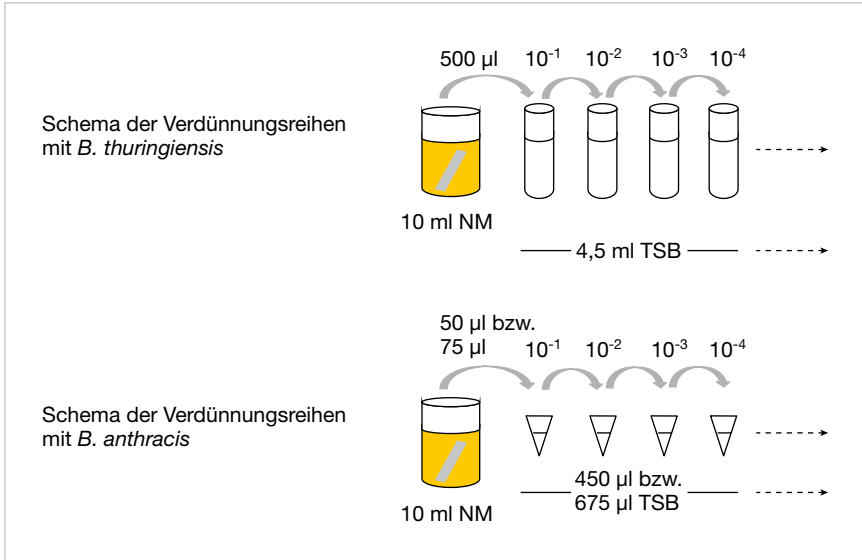 500 µl 10⁻¹ 10⁻² 10⁻³ 10⁻⁴
Schema der Verdünnungsreihen
mit B. thuringiensis
10 ml NM
4,5 ml TSB
50 µl bzw.
75 µl 10⁻¹ 10⁻² 10⁻³ 10⁻⁴
Schema der Verdünnungsreihen
mit B. anthracis
450 µl bzw.
675 µl TSB
10 ml NM